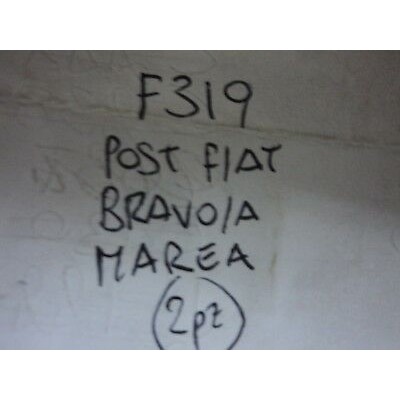 F319
POST FIAT
BRAVO/A
MAREA
2pz